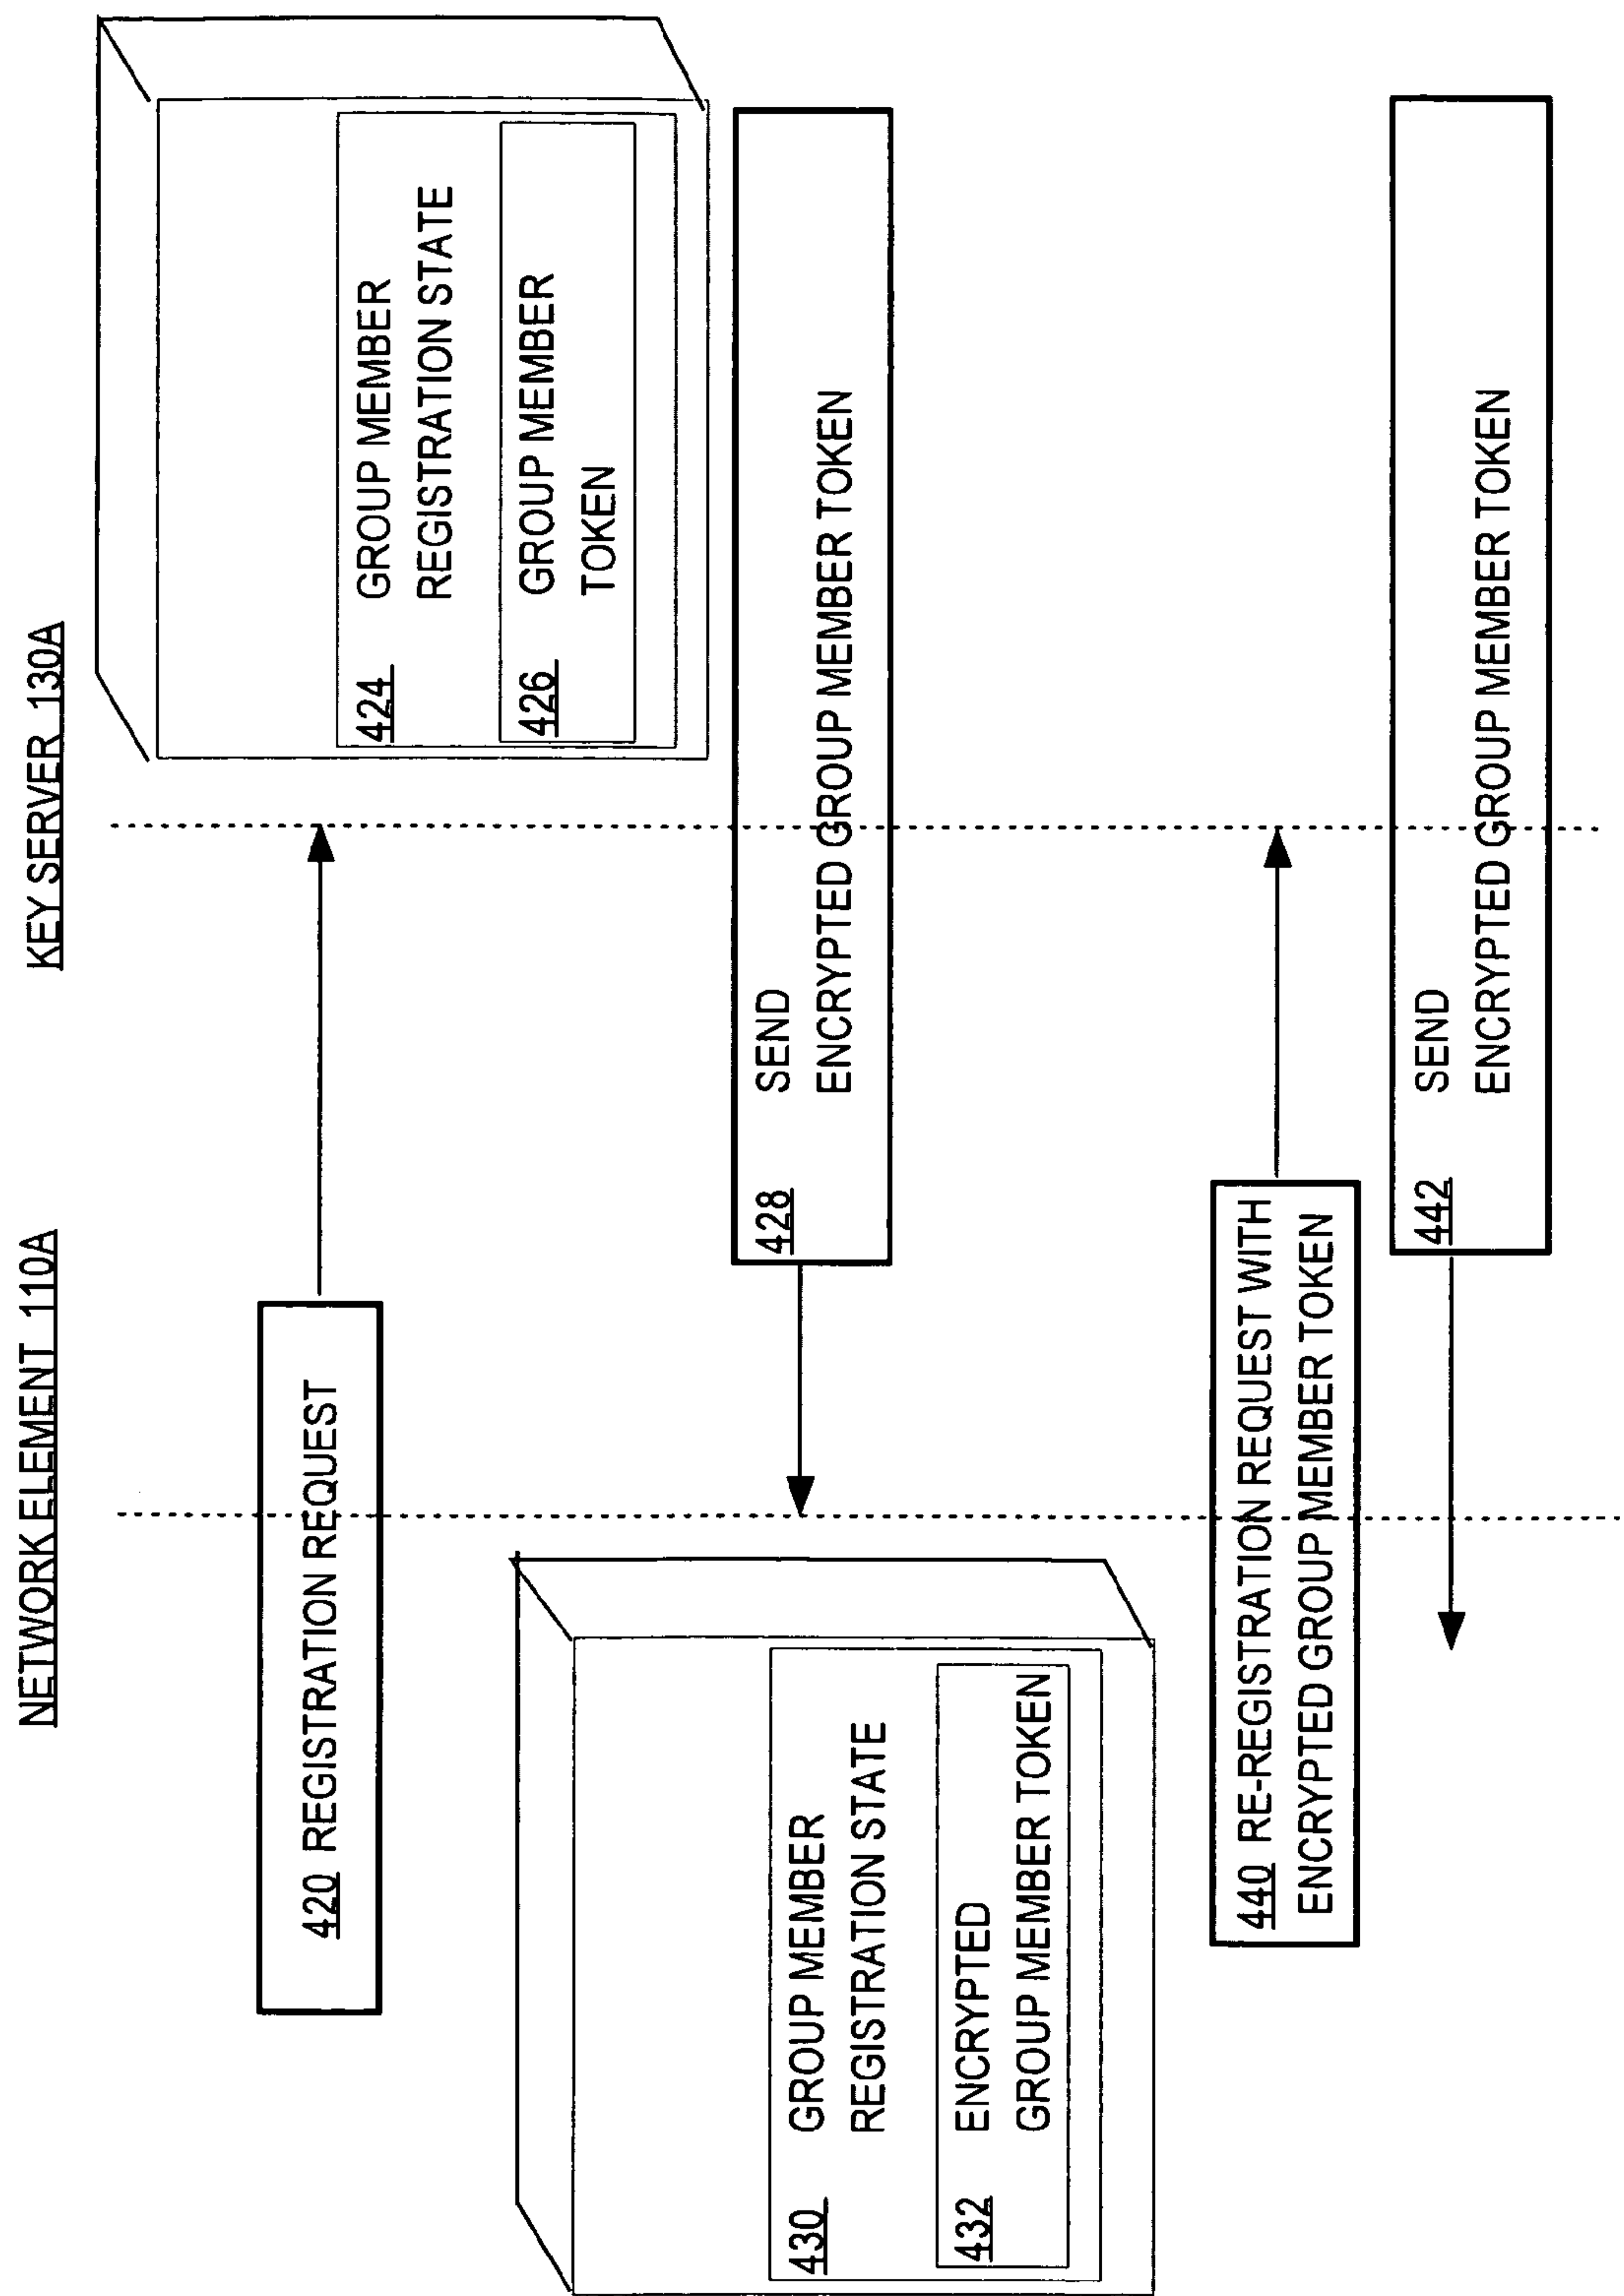 NETWORK ELEMENT 110A
KEY SERVER 130A
420 REGISTRATION REQUEST
424 GROUP MEMBER
REGISTRATION STATE
426 GROUP MEMBER
TOKEN
428 SEND
ENCRYPTED GROUP MEMBER TOKEN
430 GROUP MEMBER
REGISTRATION STATE
432 ENCRYPTED
GROUP MEMBER TOKEN
440 RE-REGISTRATION REQUEST WITH
ENCRYPTED GROUP MEMBER TOKEN
442 SEND
ENCRYPTED GROUP MEMBER TOKEN